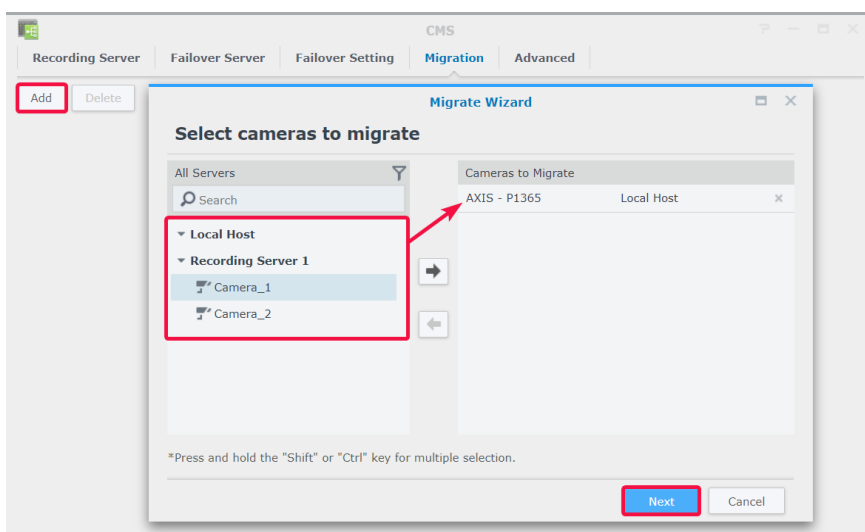 CMS
Recording Server Failover Server Failover Setting Migration Advanced
Add Delete
Migrate Wizard
Select cameras to migrate
All Servers
Search
Local Host
Recording Server 1
Camera_1
Camera_2
Cameras to Migrate
AXIS - P1365 Local Host
*Press and hold the "Shift" or "Ctrl" key for multiple selection.
Next Cancel